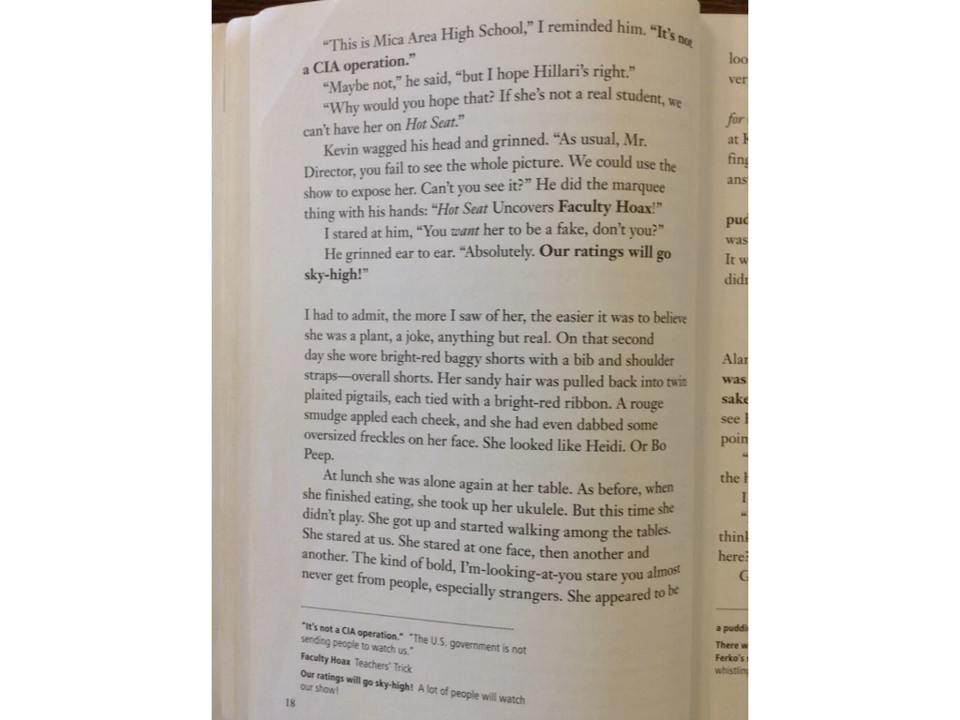 “This is Mica Area High School,” I reminded him. “It’s not
a CIA operation.”
“Maybe not,” he said, “but I hope Hillari’s right.”
“Why would you hope that? If she’s not a real student, we
can’t have her on Hot Seat.”
Kevin wagged his head and grinned. “As usual, Mr.
Director, you fail to see the whole picture. We could use the
show to expose her. Can’t you see it?” He did the marquee
thing with his hands: “Hot Seat Uncovers Faculty Hoax!”
I stared at him, “You want her to be a fake, don’t you?”
He grinned ear to ear. “Absolutely. Our ratings will go
sky-high!”
I had to admit, the more I saw of her, the easier it was to believe
she was a plant, a joke, anything but real. On that second
day she wore bright-red baggy shorts with a bib and shoulder
straps—overall shorts. Her sandy hair was pulled back into twin
plaited pigtails, each tied with a bright-red ribbon. A rouge
smudge appled each cheek, and she had even dabbed some
oversized freckles on her face. She looked like Heidi. Or Bo
Peep.
At lunch she was alone again at her table. As before, when
she finished eating, she took up her ukulele. But this time she
didn’t play. She got up and started walking among the tables.
She stared at us. She stared at one face, then another and
another. The kind of bold, I’m-looking-at-you stare you almost
never get from people, especially strangers. She appeared to be
“It’s not a CIA operation.” “The U.S. government is not
sending people to watch us.”
Faculty Hoax Teachers’ Trick
Our ratings will go sky-high! A lot of people will watch
our show!
18
for
at
was
It w
was
see
poin
the
I
here?
a puddi
There w
Ferko’s
whistling